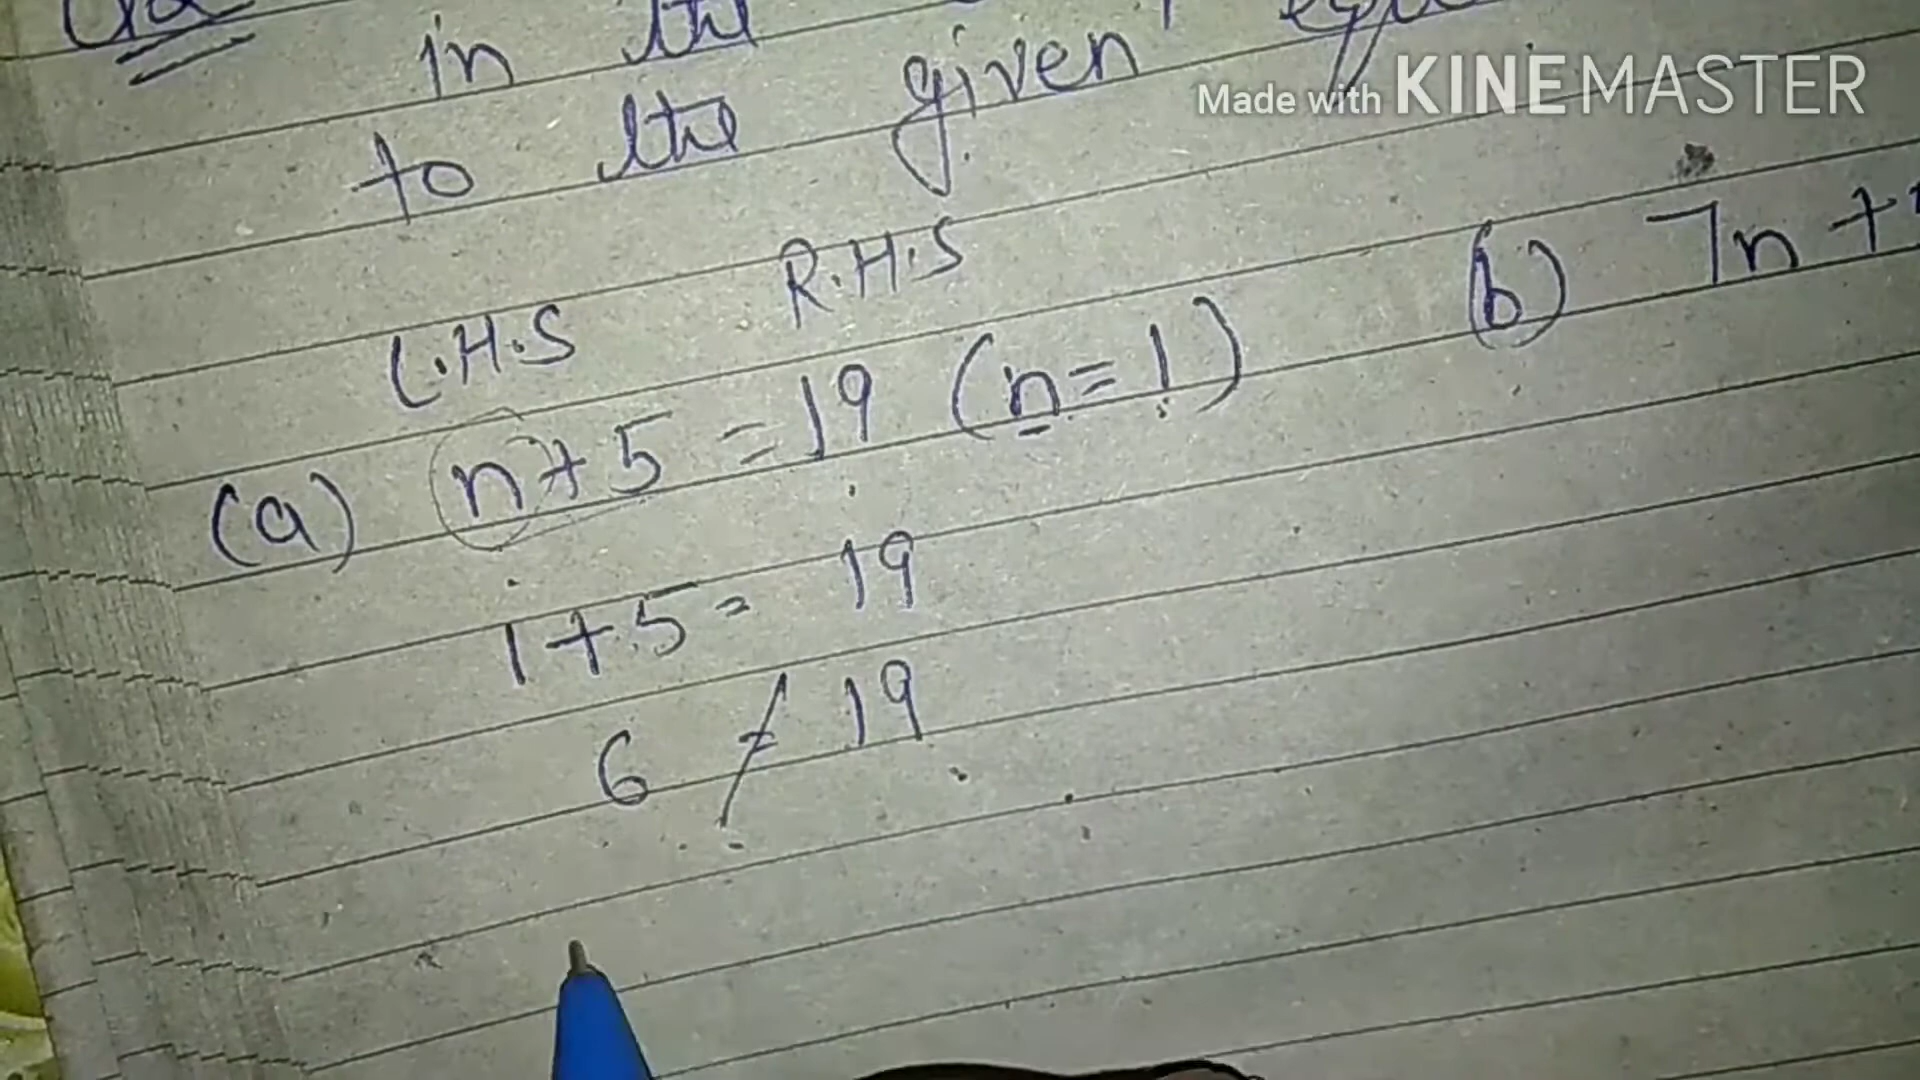 in the
to the given
Made with KINEMASTER
L.H.S R.H.S
(a) n+5 = 19 (n=1)
(b) 7n +
1+5 = 19
6 ≠ 19